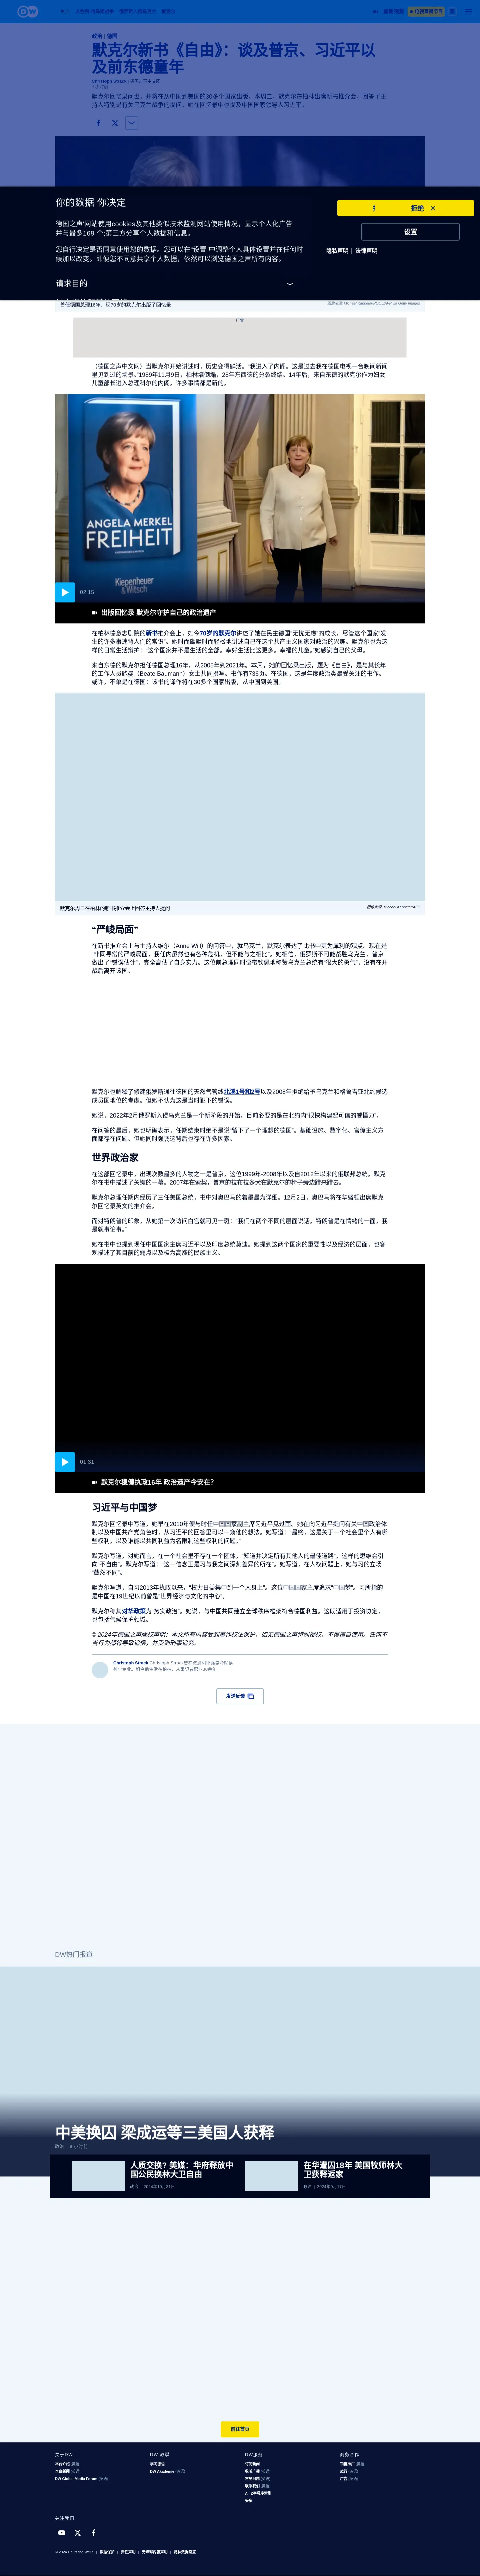 DW
政治 | 德国
默克尔新书《自由》：谈及普京、习近平以
及前东德童年
Christoph Strack
默克尔回忆录问世，并将在从中国到美国的30多个国家出版。本周二，默克尔在柏林出席新书推介会，回答了主
持人特别是有关乌克兰战争的提问。她在回忆录中也提及中国国家领导人习近平。
你的数据 你决定
拒绝
德国之声'网站使用cookies及其他类似技术监测网站使用情况，显示个人化广告
并与最多169 个;第三方分享个人数据和信息。
设置
您自行决定是否同意使用您的数据。您可以在“设置”中调整个人具体设置并在任何时
候加以改变。即便您不同意共享个人数据，依然可以浏览德国之声所有内容。
隐私声明 | 法律声明
请求目的
曾任德国总理16年、现70岁的默克尔出版了回忆录
广告
（德国之声中文网）当默克尔开始讲述时，历史变得鲜活。“我进入了内阁。这是过去我在德国电视一台晚间新闻
里见到过的场景。”1989年11月9日，柏林墙倒塌，28年东西德的分裂终结。14年后，来自东德的默克尔作为妇女
儿童部长进入总理科尔的内阁。许多事情都是新的。
ANGELA MERKEL
FREIHEIT
Kiepenheuer
&Witsch
02:15
出版回忆录 默克尔守护自己的政治遗产
在柏林德意志剧院的新书推介会上，如今70岁的默克尔讲述了她在民主德国“无忧无虑”的成长，尽管这个国家“发
生的许多事违背人们的常识”。她时而幽默时而轻松地讲述自己在这个共产主义国家对政治的兴趣。默克尔也为这
样的日常生活辩护：“这个国家并不是生活的全部。幸好生活比这更多。幸福的儿童。”她感谢自己的父母。
来自东德的默克尔担任德国总理16年，从2005年到2021年。本周，她的回忆录出版，题为《自由》，是与其长年
的工作人员鲍曼（Beate Baumann）女士共同撰写。书作有736页。在德国，这是年度政治类最受关注的书作。
或许，不单是在德国：该书的译作将在30多个国家出版，从中国到美国。
默克尔周二在柏林的新书推介会上回答主持人提问
图像来源: Michael Kappeler/AFP
“严峻局面”
在新书推介会上与主持人维尔（Anne Will）的问答中，就乌克兰，默克尔表达了比书中更为犀利的观点。现在是
“非同寻常的严峻局面，我任内虽然也有各种危机，但不能与之相比”。她相信，俄罗斯不可能战胜乌克兰，普京
做出了“错误估计”，完全高估了自身实力。这位前总理同时语带钦佩地称赞乌克兰总统有“很大的勇气”，没有在开
战后离开该国。
默克尔也解释了修建俄罗斯通往德国的天然气管线北溪1号和2号以及2008年拒绝给予乌克兰和格鲁吉亚北约候选
成员国地位的考虑。但她不认为这是当时犯下的错误。
她说，2022年2月俄罗斯入侵乌克兰是一个新阶段的开始。目前必要的是在北约内“很快构建起可信的威慑力”。
在问答的最后，她也明确表示，任期结束时绝不是说“留下了一个理想的德国”。基础设施、数字化、官僚主义方
面都存在问题。但她同时强调这背后也存在许多因素。
世界政治家
在这部回忆录中，出现次数最多的人物之一是普京，这位1999年-2008年以及自2012年以来的俄联邦总统。默克
尔在书中描述了关键的一幕。2007年在索契，普京的拉布拉多犬在默克尔的椅子旁边蹭来蹭去。
默克尔总理任期内经历了三任美国总统，书中对奥巴马的着墨最为详细。12月2日，奥巴马将在华盛顿出席默克
尔回忆录英文的推介会。
而对特朗普的印象，从她第一次访问白宫就可见一斑：“我们在两个不同的层面说话。特朗普是在情绪的一面，我
是就事论事。”
她在书中也提到现任中国国家主席习近平以及印度总统莫迪。她提到这两个国家的重要性以及经济的层面，也客
观描述了其目前的弱点以及极为高涨的民族主义。
01:31
默克尔稳健执政16年 政治遗产今安在?
习近平与中国梦
默克尔回忆录中写道，她早在2010年便与时任中国国家副主席习近平见过面。她在向习近平提问有关中国政治体
制以及中国共产党角色时，从习近平的回答里可以一窥他的想法。她写道：“最终，这是关于一个社会里个人有哪
些权利，以及谁能以共同利益为名限制这些权利的问题。”
默克尔写道，对她而言，在一个社会里不存在一个团体，“知道并决定所有其他人的最佳道路”，这样的思维会引
向“不自由”。默克尔写道：“这一信念正是习与我之间深刻差异的所在”。她写道，在人权问题上，她与习的立场
“截然不同”。
默克尔写道，自习2013年执政以来，“权力日益集中到一个人身上”。这位中国国家主席追求“中国梦”。习所指的
是中国在19世纪以前曾是“世界经济与文化的中心”。
默克尔称其对华政策为“务实政治”。她说，与中国共同建立全球秩序框架符合德国利益。这既适用于投资协定，
也包括气候保护领域。
© 2024年德国之声版权声明：本文所有内容受到著作权法保护，如无德国之声特别授权，不得擅自使用。任何不
当行为都将导致追偿，并受到刑事追究。
Christoph Strack
发送反馈
DW热门报道
中美换囚 梁成运等三美国人获释
政治 | 9 小时前
人质交换? 美媒：华府释放中
国公民换林大卫自由
政治 | 2024年10月31日
在华遭囚18年 美国牧师林大
卫获释返家
政治 | 2024年9月17日
前往首页
关于DW
DW 教学
DW服务
商务合作
本台介绍 (英语)
本台新闻 (英语)
DW Global Media Forum (英语)
学习德语
DW Akademie (英语)
订阅新闻
收听广播 (英语)
常见问题 (英语)
联系我们 (英语)
A - Z字母序索引
头条
销售推广 (英语)
旅行 (英语)
广告 (英语)
关注我们
© 2024 Deutsche Welle | 数据保护 | 责任声明 | 无障碍内容声明 | 隐私数据设置